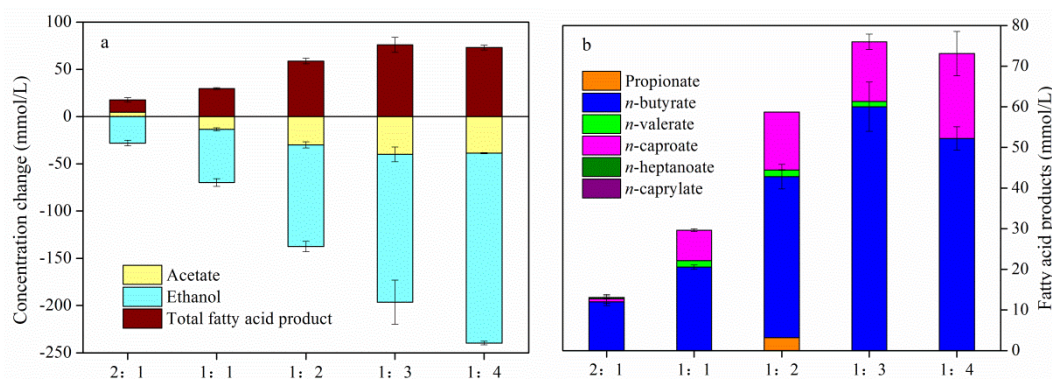 a
Concentration change (mmol/L)
100
50
0
-50
-100
-150
-200
-250
Acetate
Ethanol
Total fatty acid product
2: 1
1: 1
1: 2
1: 3
1: 4
b
Propionate
n-butyrate
n-valerate
n-caproate
n-heptanoate
n-caprylate
80
70
60
50
40
30
20
10
0
Fatty acid products (mmol/L)
2: 1
1: 1
1: 2
1: 3
1: 4